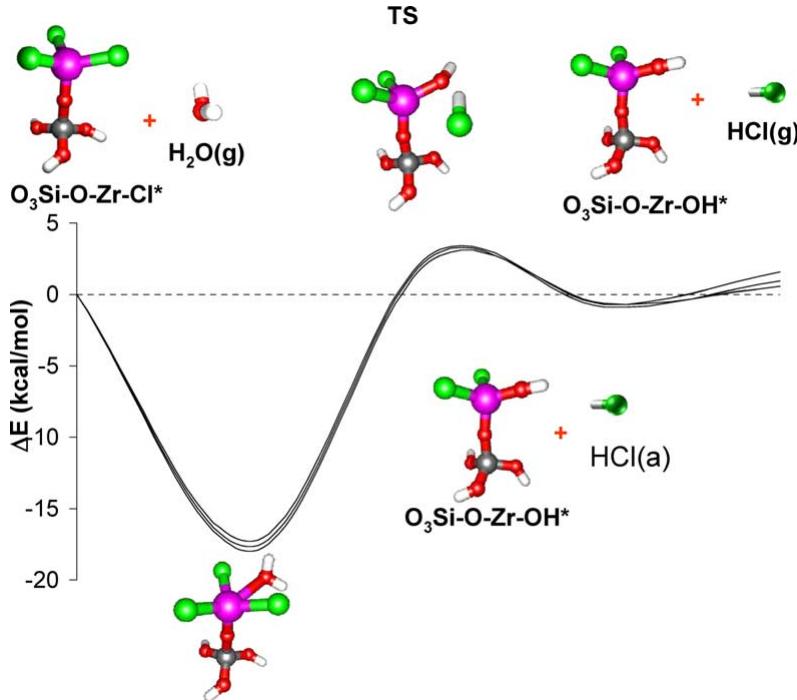 TS
+
H₂O(g)
O₃Si-O-Zr-Cl*
+
HCl(g)
O₃Si-O-Zr-OH*
5
0
-5
-10
-15
-20
ΔE (kcal/mol)
+
HCl(a)
O₃Si-O-Zr-OH*